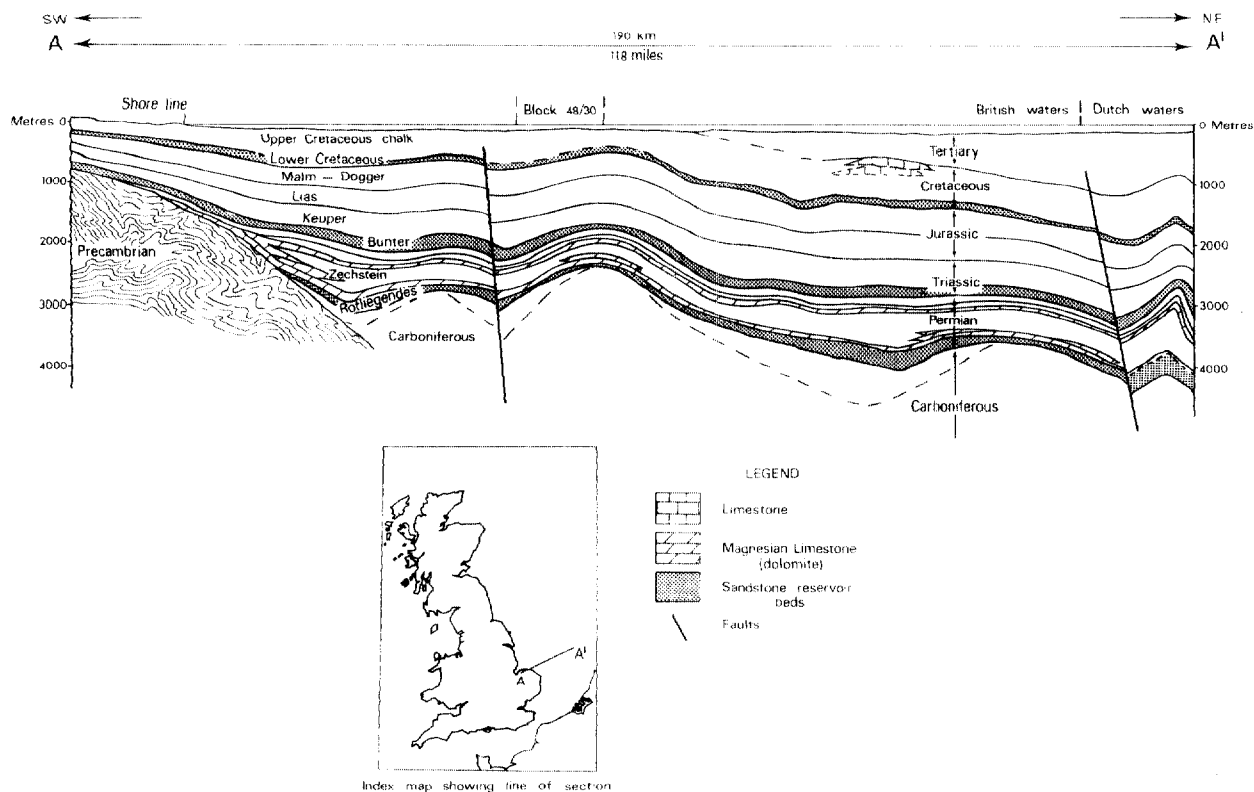 SW
NE
A
190 km
A'
118 miles
Shore line
Block 48/30
British waters
Dutch waters
Metres 0
0 Metres
Upper Cretaceous chalk
Tertiary
Lower Cretaceous
1000
1000
Malm - Dogger
Cretaceous
Lias
Keuper
Jurassic
2000
Bunter
2000
Precambrian
Zechstein
Triassic
3000
Rotliegendes
3000
Permian
Carboniferous
4000
4000
Carboniferous
LEGEND
Limestone
Magnesian Limestone
(dolomite)
Sandstone reservoir
beds
Faults
A'
A
Index map showing line of section